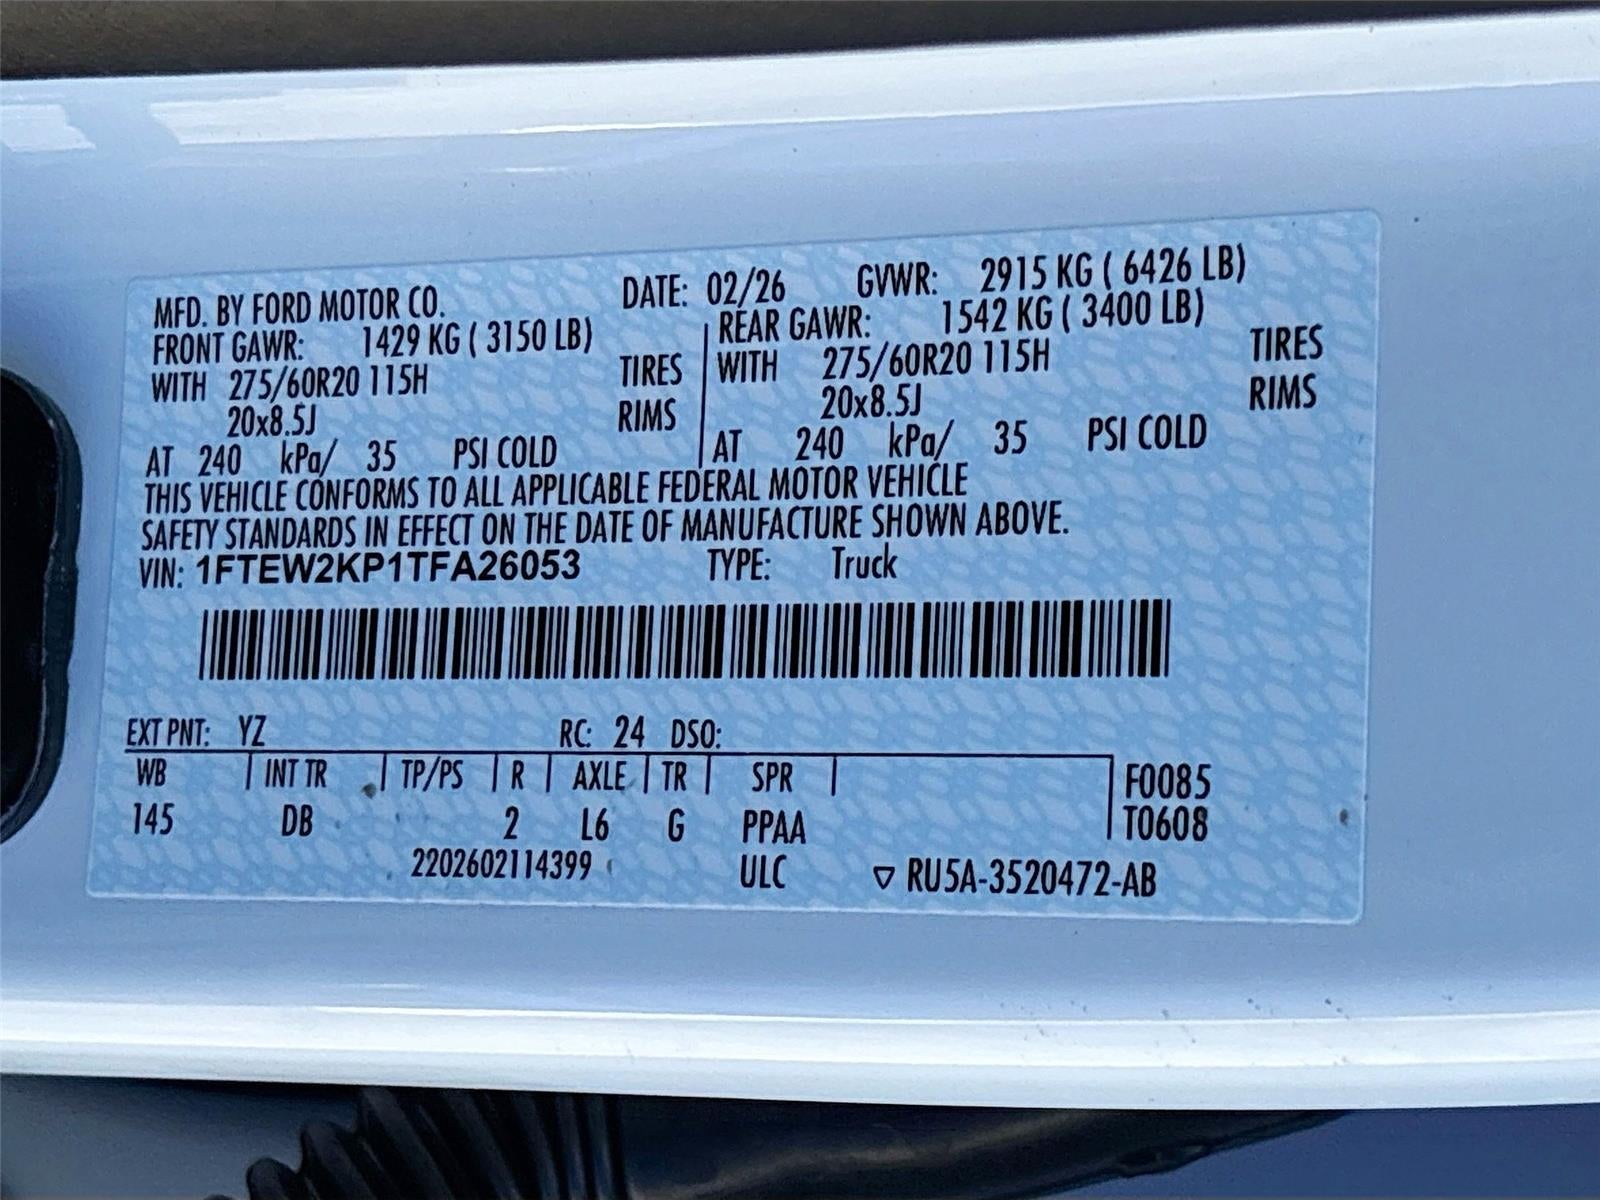 MFD. BY FORD MOTOR CO. DATE: 02/26 GVWR: 2915 KG ( 6426 LB)
FRONT GAWR: 1429 KG ( 3150 LB) REAR GAWR: 1542 KG ( 3400 LB)
WITH 275/60R20 115H TIRES WITH 275/60R20 115H TIRES
20x8.5J RIMS 20x8.5J RIMS
AT 240 kPa/ 35 PSI COLD AT 240 kPa/ 35 PSI COLD
THIS VEHICLE CONFORMS TO ALL APPLICABLE FEDERAL MOTOR VEHICLE
SAFETY STANDARDS IN EFFECT ON THE DATE OF MANUFACTURE SHOWN ABOVE.
VIN: 1FTEW2KP1TFA26053 TYPE: Truck
EXT PNT: YZ RC: 24 DSO:
WB INT TR TP/PS R AXLE TR SPR F0085
145 DB 2 L6 G PPAA T0608
2202602114399 ULC ▽ RU5A-3520472-AB